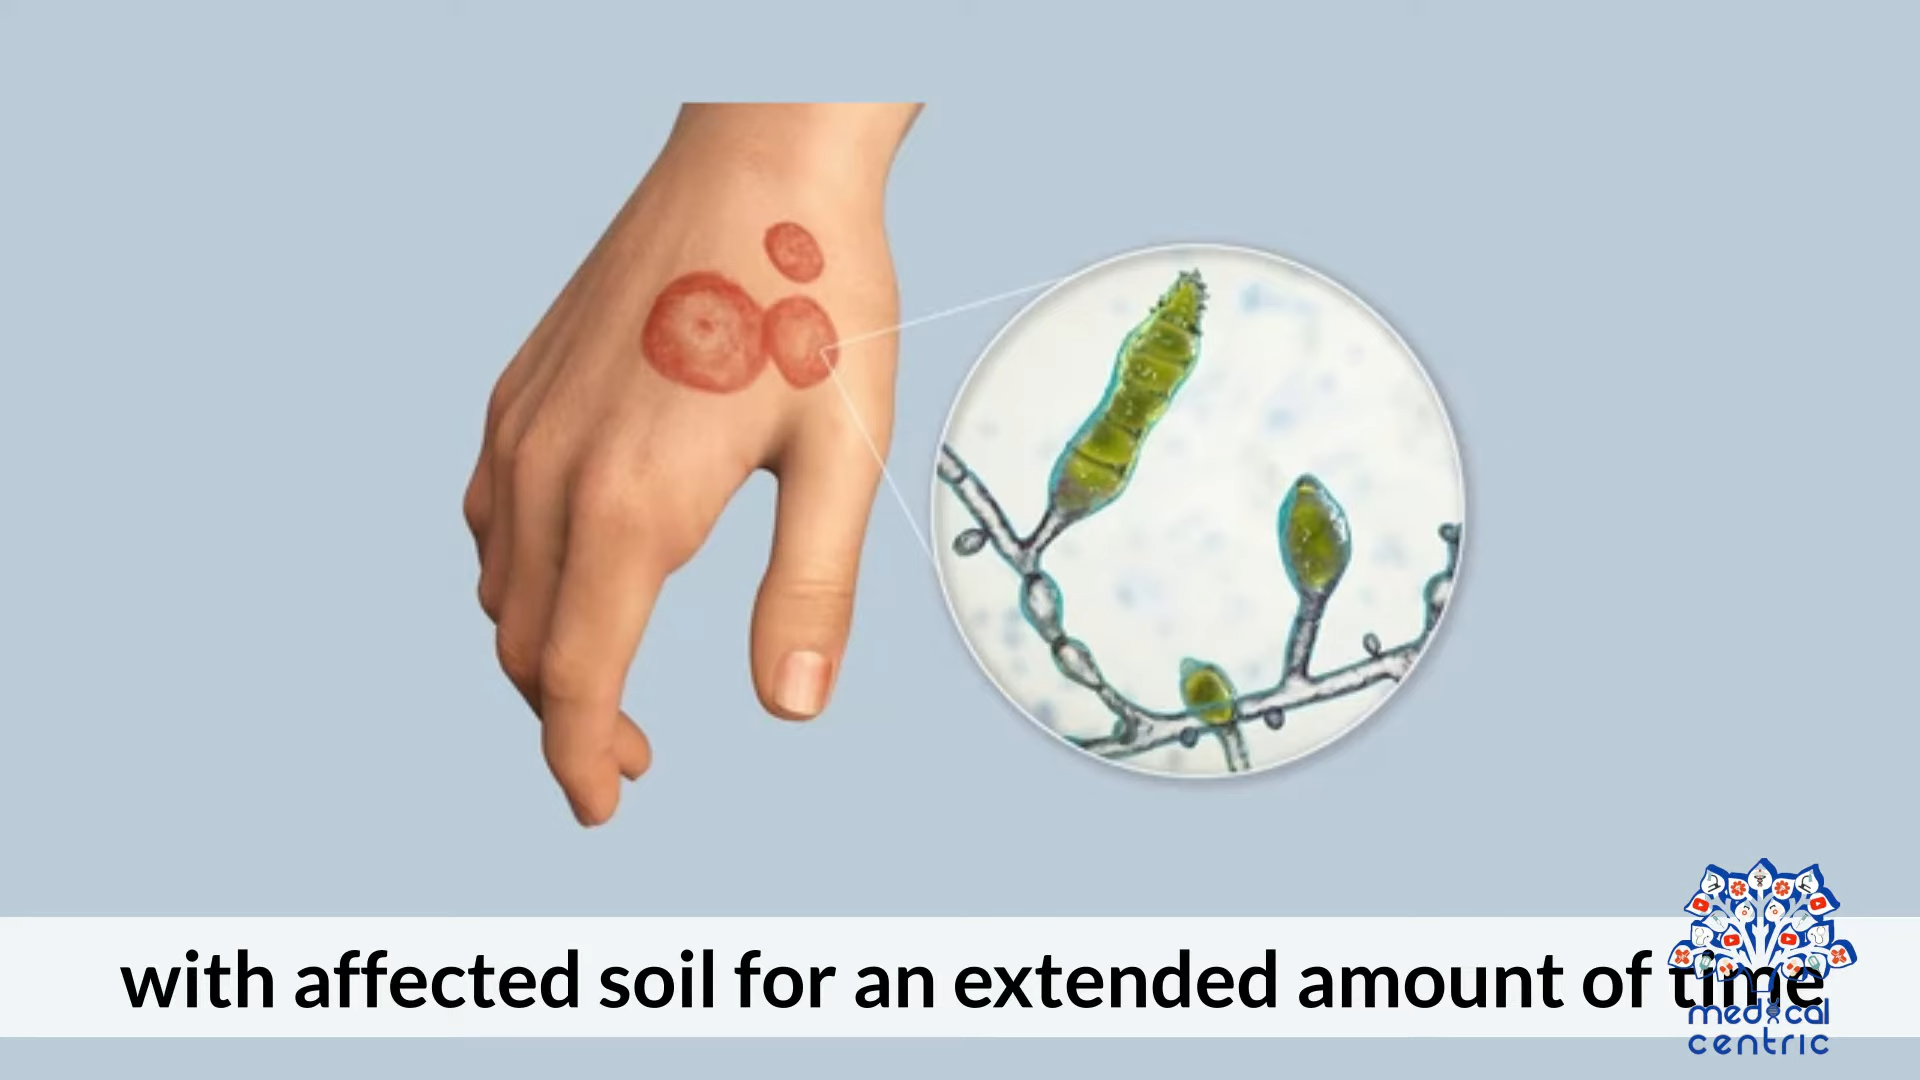 with affected soil for an extended amount of time
medical
centric